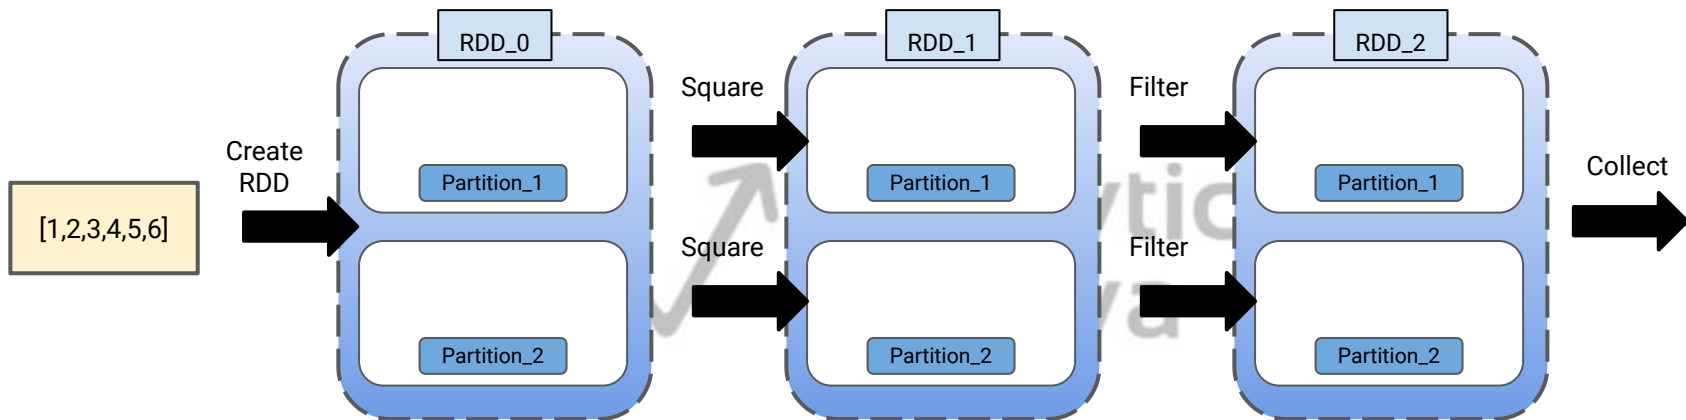 RDD_0
RDD_1
RDD_2
Square
Filter
Create
RDD
Partition_1
Partition_1
Partition_1
Collect
[1,2,3,4,5,6]
Square
Filter
Partition_2
Partition_2
Partition_2